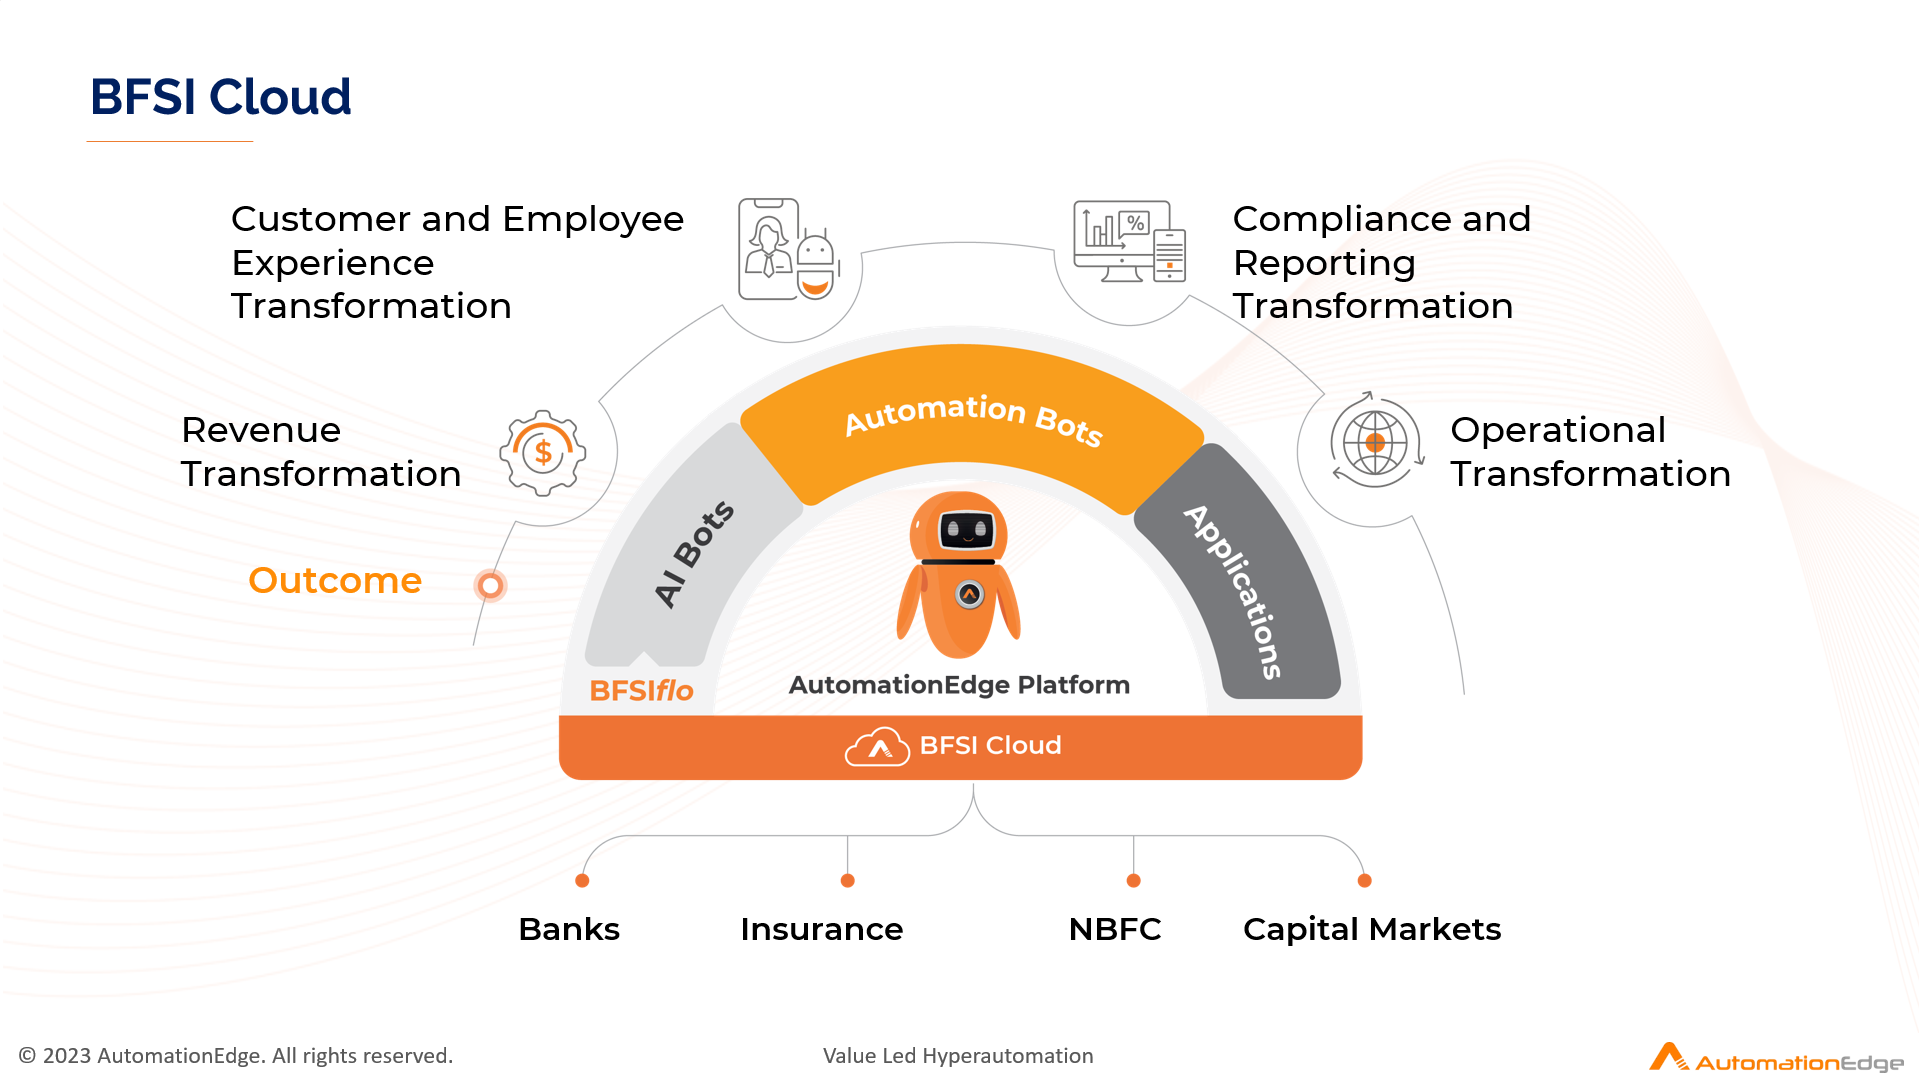 BFSI Cloud
Customer and Employee
Experience
Transformation
%
Compliance and
Reporting
Transformation
Revenue
Transformation
$
Operational
Transformation
Outcome
AI Bots
Automation Bots
Applications
BFSIflo
AutomationEdge Platform
BFSI Cloud
Banks
Insurance
NBFC
Capital Markets
© 2023 AutomationEdge. All rights reserved.
Value Led Hyperautomation
AutomationEdge